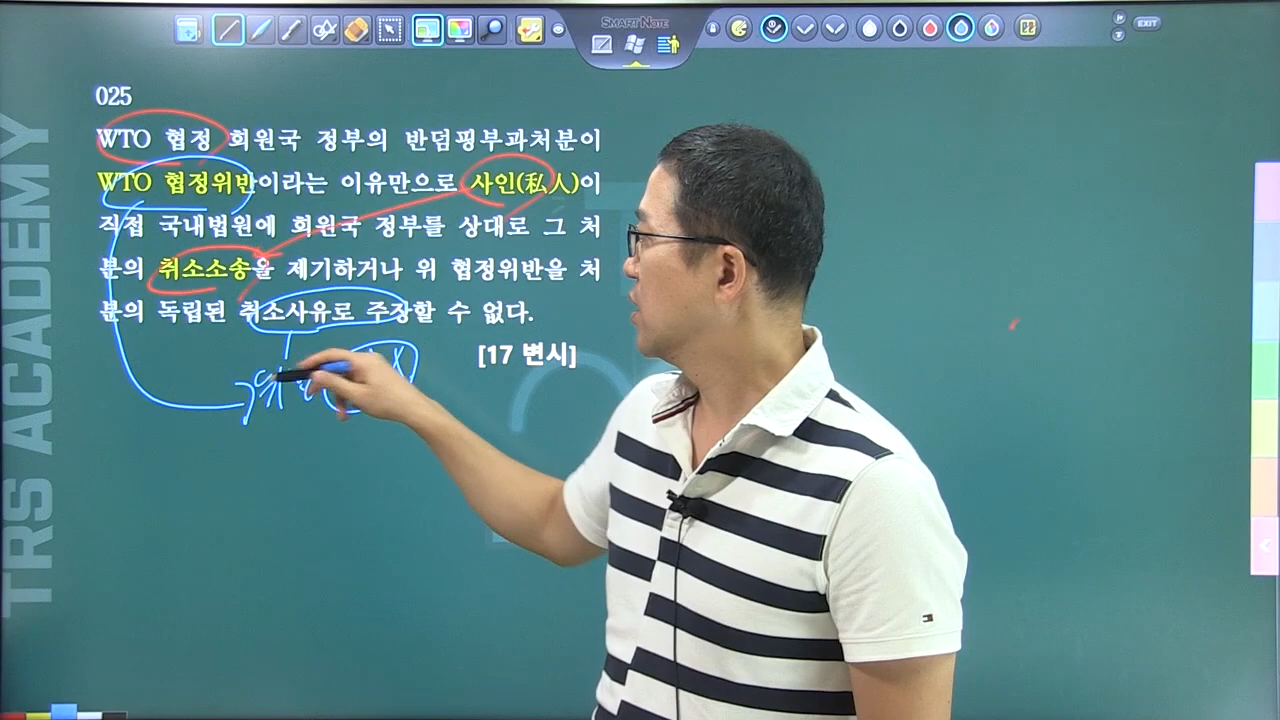 SMART NOTE
EXIT
025
WTO 협정 회원국 정부의 반덤핑부과처분이
WTO 협정위반이라는 이유만으로 사인(私人)이
직접 국내법원에 회원국 정부를 상대로 그 처
분의 취소소송을 제기하거나 위 협정위반을 처
분의 독립된 취소사유로 주장할 수 없다.
[17 변시]
TRS ACADEMY